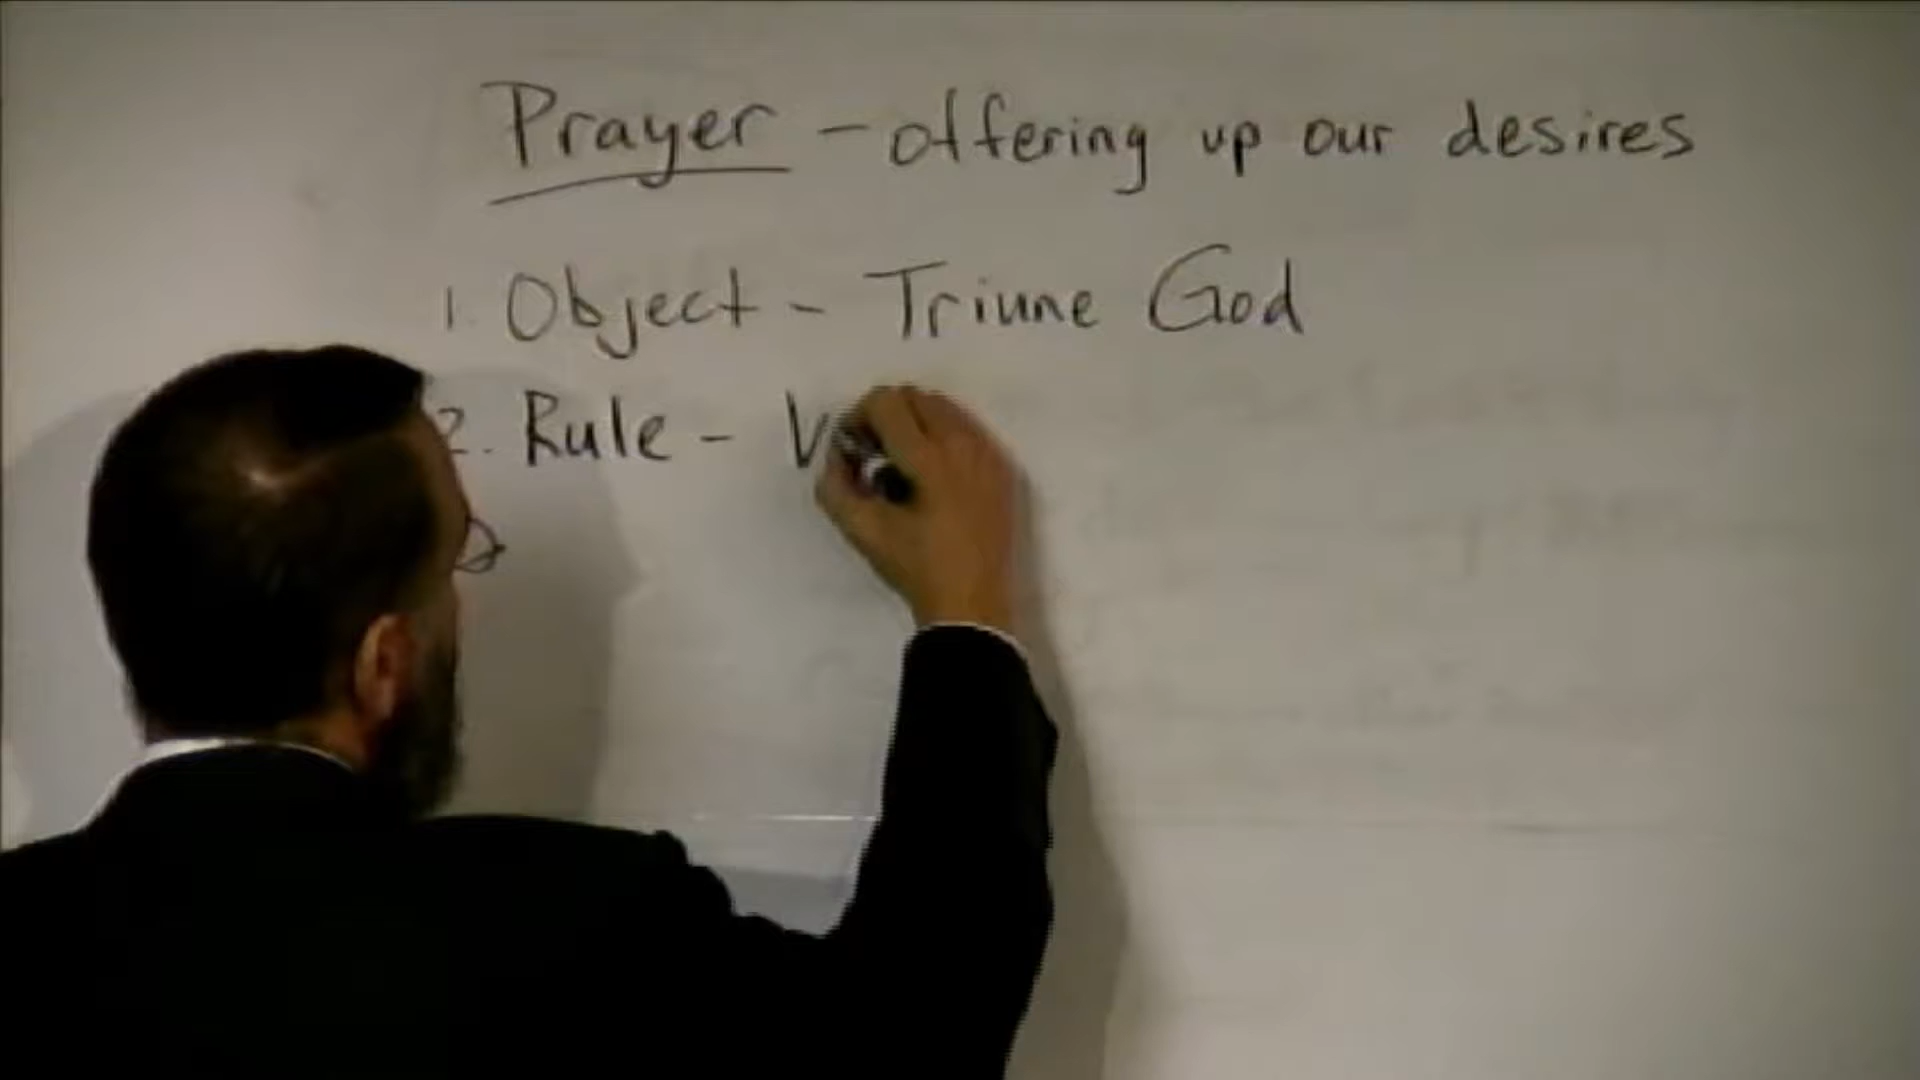 Prayer - offering up our desires
1. Object - Triune God
2. Rule -